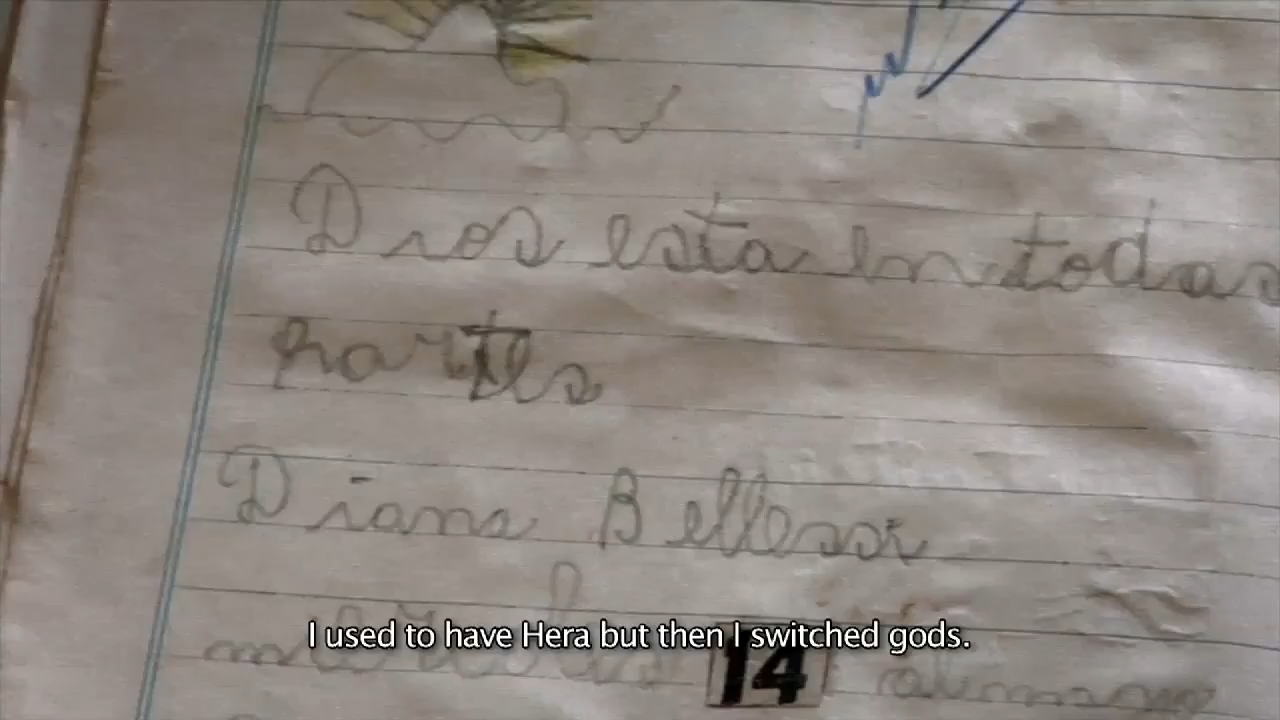 Dios esta en todas
partes
Diana Bellessi
I used to have Hera but then I switched gods.
14